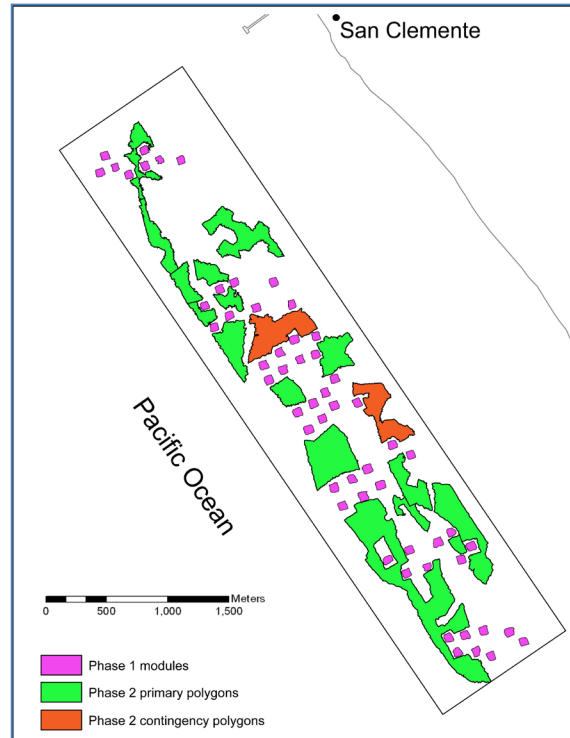 San Clemente
Pacific Ocean
Meters
0 500 1,000 1,500
Phase 1 modules
Phase 2 primary polygons
Phase 2 contingency polygons